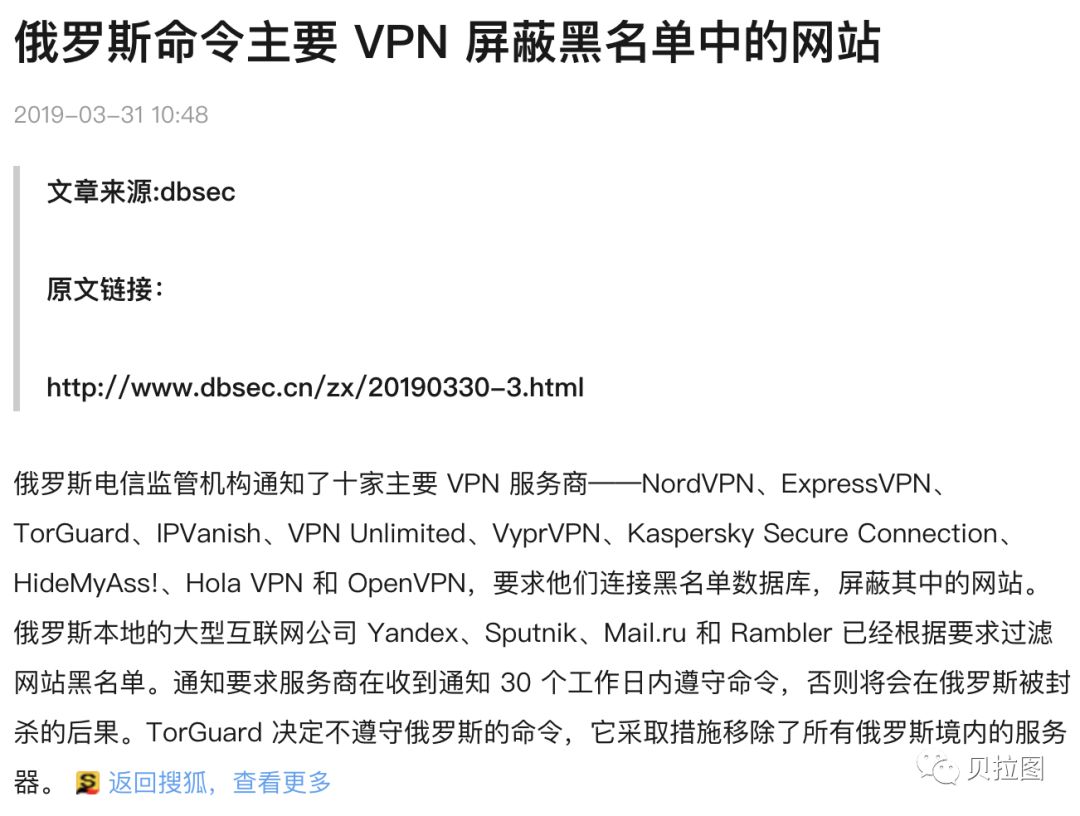 俄罗斯命令主要 VPN 屏蔽黑名单中的网站
2019-03-31 10:48
文章来源:dbsec
原文链接：
http://www.dbsec.cn/zx/20190330-3.html
俄罗斯电信监管机构通知了十家主要 VPN 服务商——NordVPN、ExpressVPN、
TorGuard、IPVanish、VPN Unlimited、VyprVPN、Kaspersky Secure Connection、
HideMyAss!、Hola VPN 和 OpenVPN，要求他们连接黑名单数据库，屏蔽其中的网站。
俄罗斯本地的大型互联网公司 Yandex、Sputnik、Mail.ru 和 Rambler 已经根据要求过滤
网站黑名单。通知要求服务商在收到通知 30 个工作日内遵守命令，否则将会在俄罗斯被封
杀的后果。TorGuard 决定不遵守俄罗斯的命令，它采取措施移除了所有俄罗斯境内的服务
器。 返回搜狐，查看更多
贝拉图